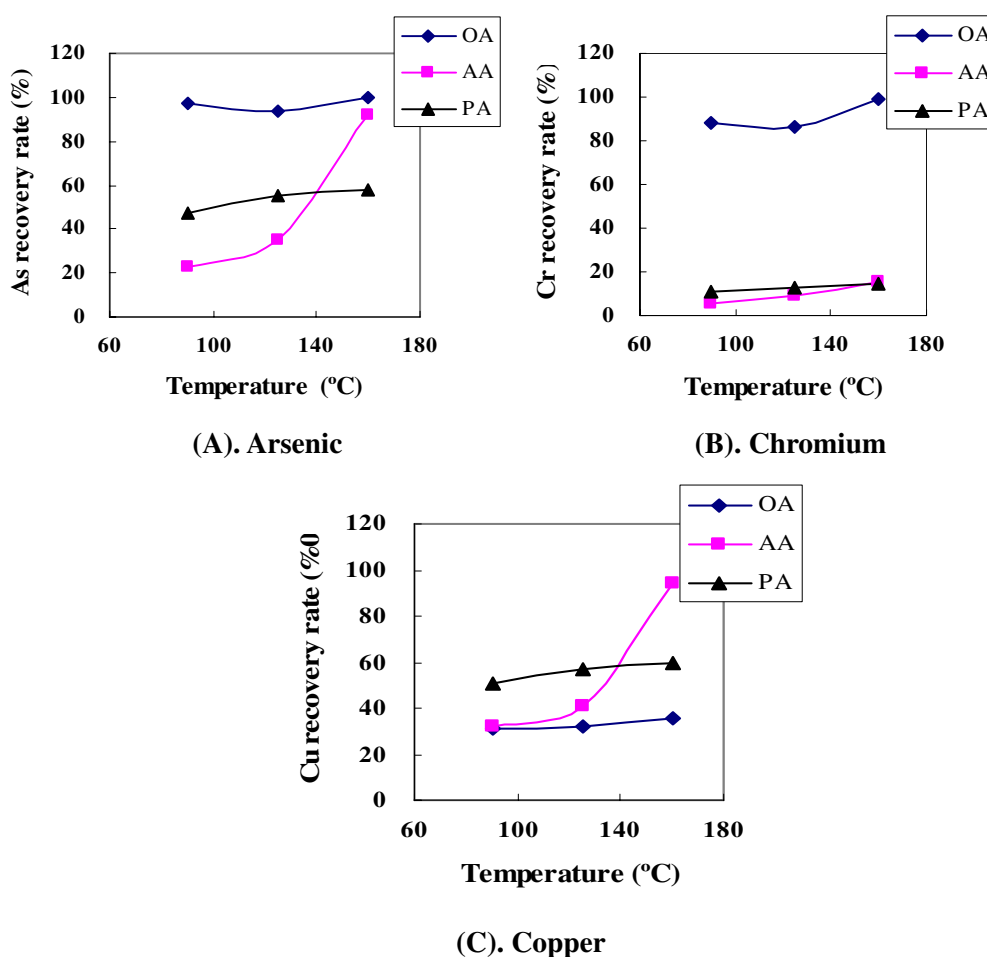 OA
AA
PA
120
100
80
60
40
20
0
As recovery rate (%)
60 100 140 180
Temperature (ºC)
(A). Arsenic
OA
AA
PA
120
100
80
60
40
20
0
Cr recovery rate (%)
60 100 140 180
Temperature (ºC)
(B). Chromium
OA
AA
PA
120
100
80
60
40
20
0
Cu recovery rate (%0
60 100 140 180
Temperature (ºC)
(C). Copper